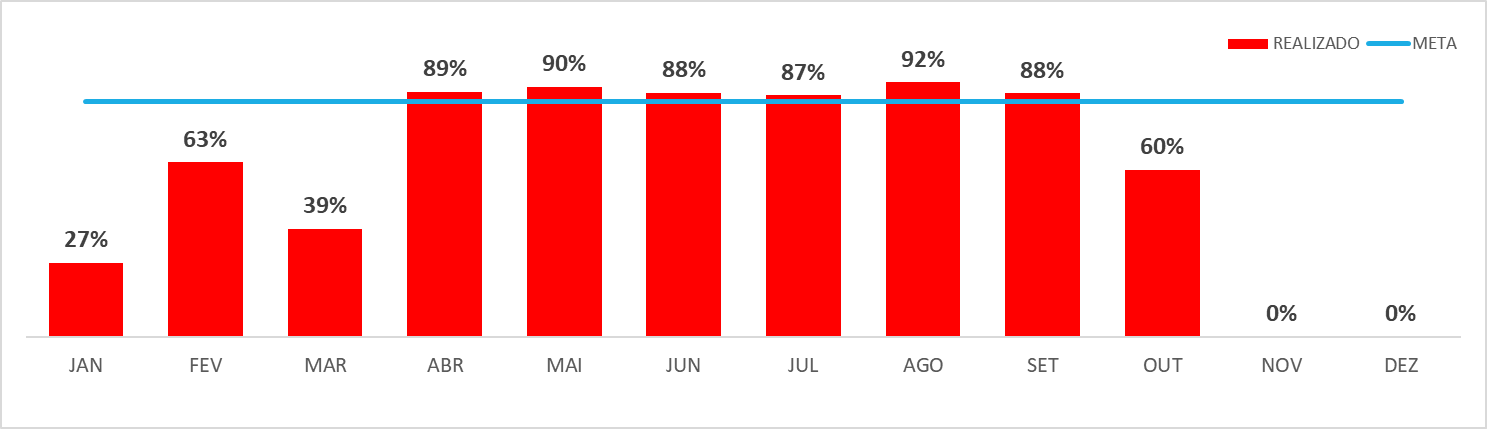 REALIZADO META
92%
89% 90% 88% 87% 88%
63% 60%
39%
27%
0% 0%
JAN FEV MAR ABR MAI JUN JUL AGO SET OUT NOV DEZ